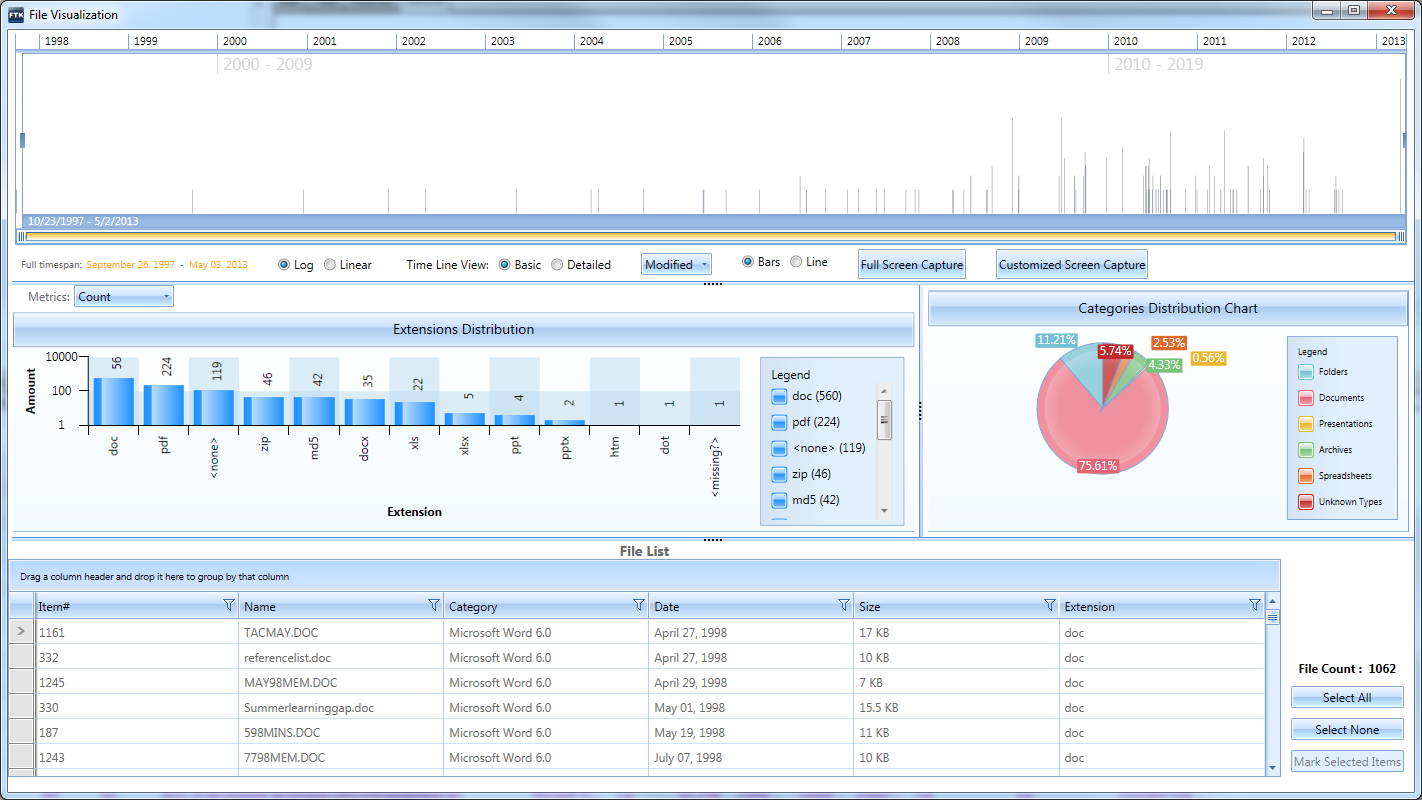 FTK File Visualization
1998 1999 2000 2001 2002 2003 2004 2005 2006 2007 2008 2009 2010 2011 2012 2013
2000 - 2009 2010 - 2019
10/23/1997 - 5/2/2013
Full timespan: September 26, 1997 - May 03, 2013 Log Linear Time Line View: Basic Detailed Modified Bars Line Full Screen Capture Customized Screen Capture
Metrics: Count
Extensions Distribution
Amount
10000
100
1
56 224 119 46 42 35 22 5 4 2 1 1 1
doc pdf <none> zip md5 docx xls xlsx ppt pptx htm dot <missing?>
Extension
Legend
doc (560)
pdf (224)
<none> (119)
zip (46)
md5 (42)
Categories Distribution Chart
11.21% 5.74% 2.53% 4.33% 0.56%
75.61%
Legend
Folders
Documents
Presentations
Archives
Spreadsheets
Unknown Types
File List
Drag a column header and drop it here to group by that column
Item# Name Category Date Size Extension
1161 TACMAY.DOC Microsoft Word 6.0 April 27, 1998 17 KB doc
332 referencelist.doc Microsoft Word 6.0 April 27, 1998 10 KB doc
1245 MAY98MEM.DOC Microsoft Word 6.0 April 29, 1998 7 KB doc
330 Summerlearninggap.doc Microsoft Word 6.0 May 01, 1998 15.5 KB doc
187 598MINS.DOC Microsoft Word 6.0 May 19, 1998 11 KB doc
1243 7798MEM.DOC Microsoft Word 6.0 July 07, 1998 10 KB doc
File Count : 1062
Select All
Select None
Mark Selected Items